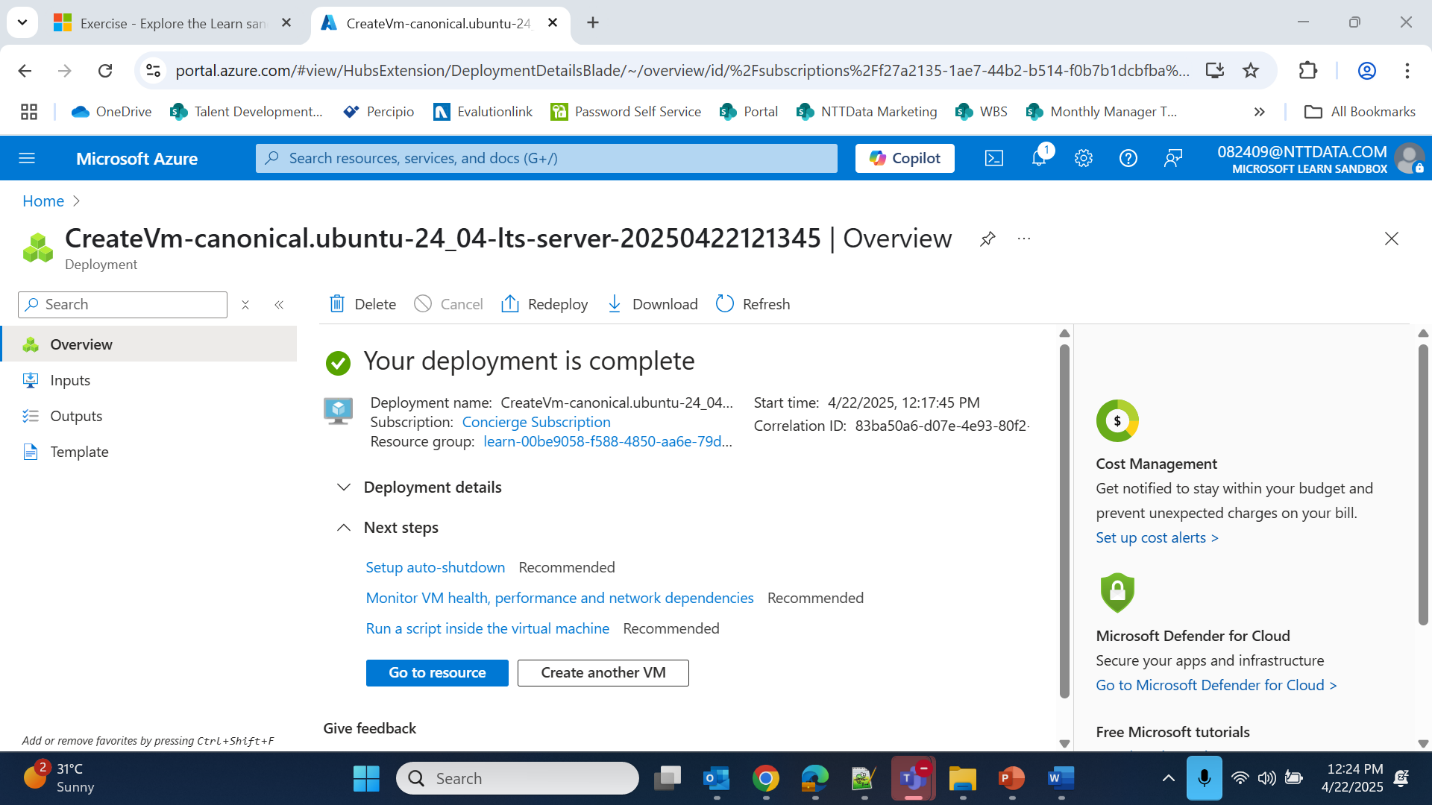 Exercise - Explore the Learn san
CreateVm-canonical.ubuntu-24
portal.azure.com/#view/HubsExtension/DeploymentDetailsBlade/~/overview/id/%2Fsubscriptions%2Ff27a2135-1ae7-44b2-b514-f0b7b1dcbfba%...
OneDrive
Talent Development...
Percipio
Evalutionlink
Password Self Service
Portal
NTTData Marketing
WBS
Monthly Manager T...
»
All Bookmarks
Microsoft Azure
Search resources, services, and docs (G+/)
Copilot
1
082409@NTTDATA.COM
MICROSOFT LEARN SANDBOX
Home >
CreateVm-canonical.ubuntu-24_04-lts-server-20250422121345 | Overview
...
Deployment
Search
«
Delete
Cancel
Redeploy
Download
Refresh
Overview
Inputs
Outputs
Template
Your deployment is complete
Deployment name: CreateVm-canonical.ubuntu-24_04...
Subscription: Concierge Subscription
Resource group: learn-00be9058-f588-4850-aa6e-79d...
Start time: 4/22/2025, 12:17:45 PM
Correlation ID: 83ba50a6-d07e-4e93-80f2-
Deployment details
Next steps
Setup auto-shutdown Recommended
Monitor VM health, performance and network dependencies Recommended
Run a script inside the virtual machine Recommended
Go to resource
Create another VM
Give feedback
$
Cost Management
Get notified to stay within your budget and
prevent unexpected charges on your bill.
Set up cost alerts >
Microsoft Defender for Cloud
Secure your apps and infrastructure
Go to Microsoft Defender for Cloud >
Free Microsoft tutorials
Add or remove favorites by pressing Ctrl+Shift+F
2
31°C
Sunny
Search
12:24 PM
4/22/2025